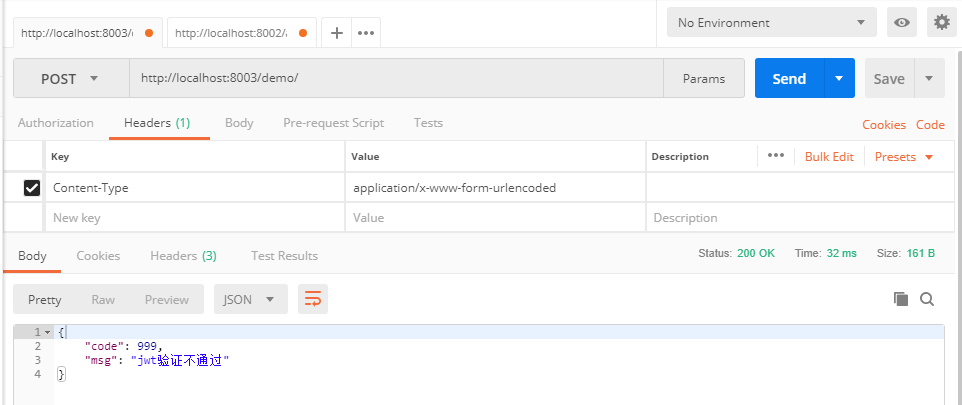 No Environment
http://localhost:8003/ http://localhost:8002/
POST http://localhost:8003/demo/ Params Send Save
Authorization Headers (1) Body Pre-request Script Tests Cookies Code
Key Value Description ••• Bulk Edit Presets
Content-Type application/x-www-form-urlencoded
New key Value Description
Body Cookies Headers (3) Test Results Status: 200 OK Time: 32 ms Size: 161 B
Pretty Raw Preview JSON
1 {
2 "code": 999,
3 "msg": "jwt验证不通过"
4 }